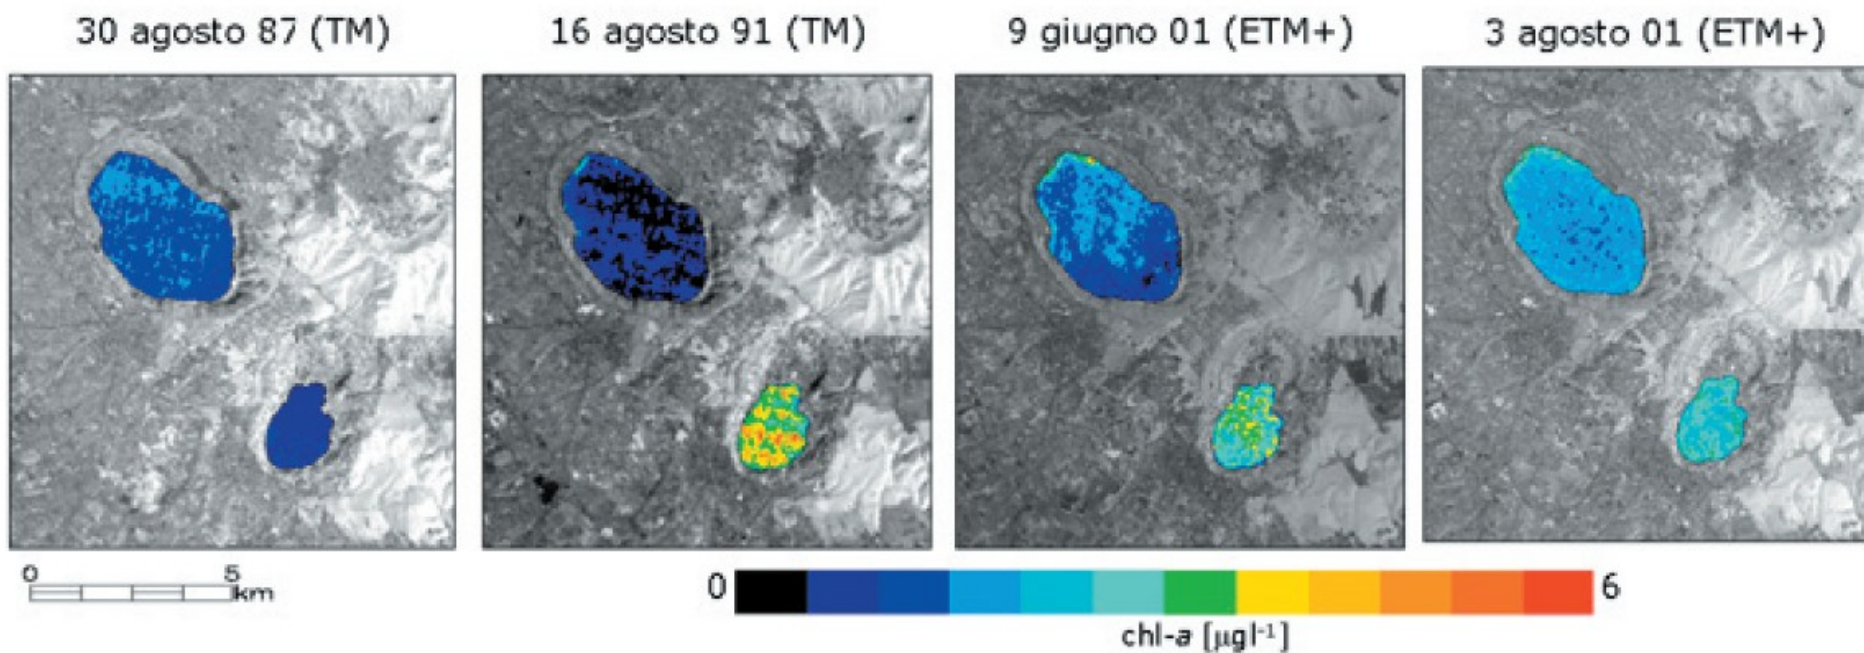 30 agosto 87 (TM)
16 agosto 91 (TM)
9 giugno 01 (ETM+)
3 agosto 01 (ETM+)
0 5
km
0 6
chl-a [μgl⁻¹]